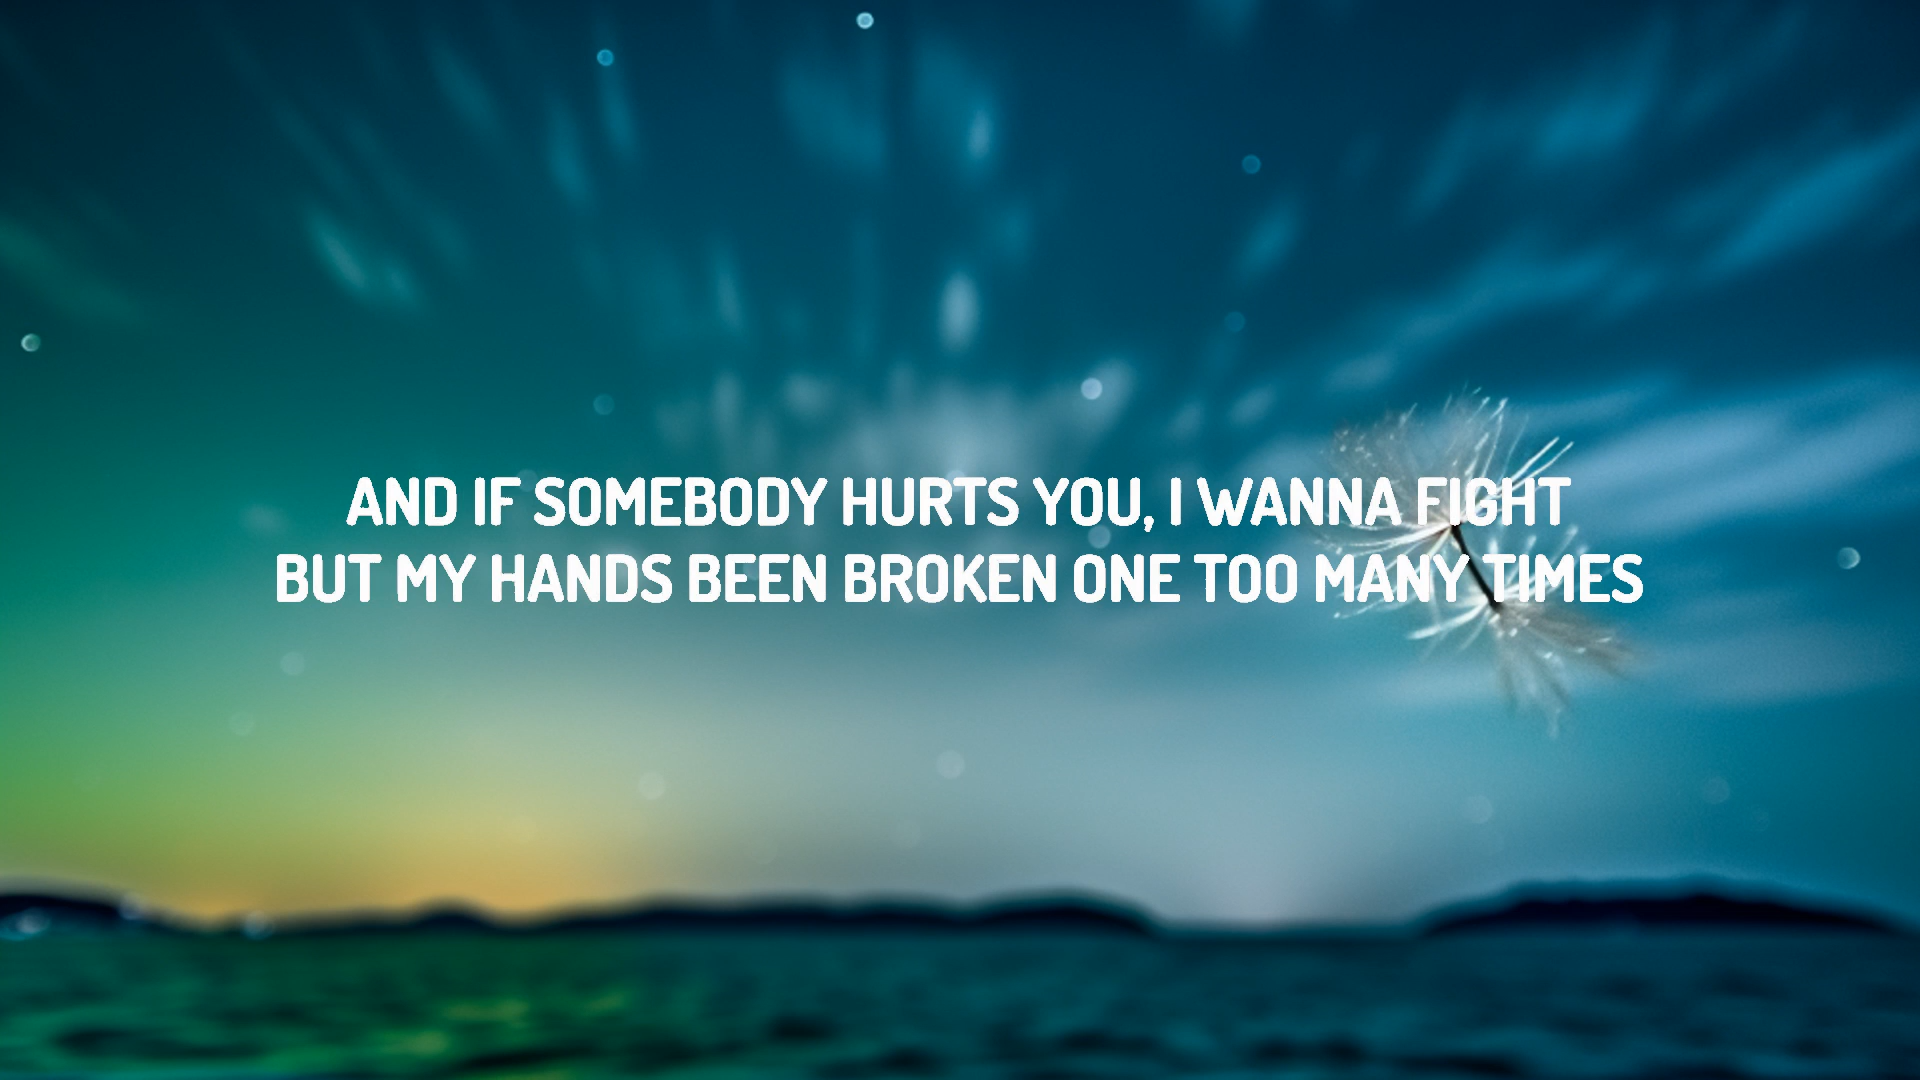 AND IF SOMEBODY HURTS YOU, I WANNA FIGHT
BUT MY HANDS BEEN BROKEN ONE TOO MANY TIMES